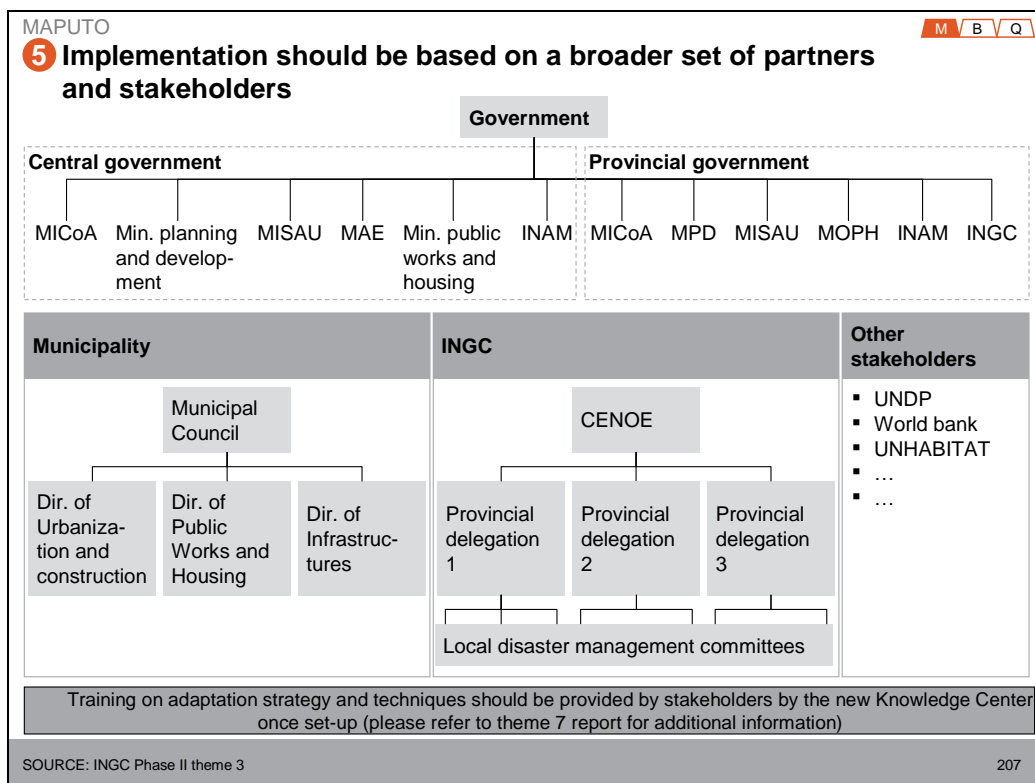 MAPUTO
M B Q
5 Implementation should be based on a broader set of partners
and stakeholders
Government
Central government
Provincial government
MICoA
Min. planning
and develop-
ment
MISAU
MAE
Min. public
works and
housing
INAM
MICoA
MPD
MISAU
MOPH
INAM
INGC
Municipality
Municipal
Council
Dir. of
Urbaniza-
tion and
construction
Dir. of
Public
Works and
Housing
Dir. of
Infrastruc-
tures
INGC
CENOE
Provincial
delegation
1
Provincial
delegation
2
Provincial
delegation
3
Local disaster management committees
Other
stakeholders
▪ UNDP
▪ World bank
▪ UNHABITAT
▪ …
▪ …
Training on adaptation strategy and techniques should be provided by stakeholders by the new Knowledge Center
once set-up (please refer to theme 7 report for additional information)
SOURCE: INGC Phase II theme 3
207